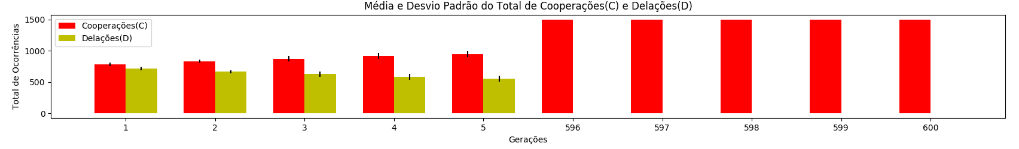 Média e Desvio Padrão do Total de Cooperações(C) e Delações(D)
Cooperações(C)
Delações(D)
Total de Ocorrências
1500
1000
500
0
1 2 3 4 5 596 597 598 599 600
Gerações